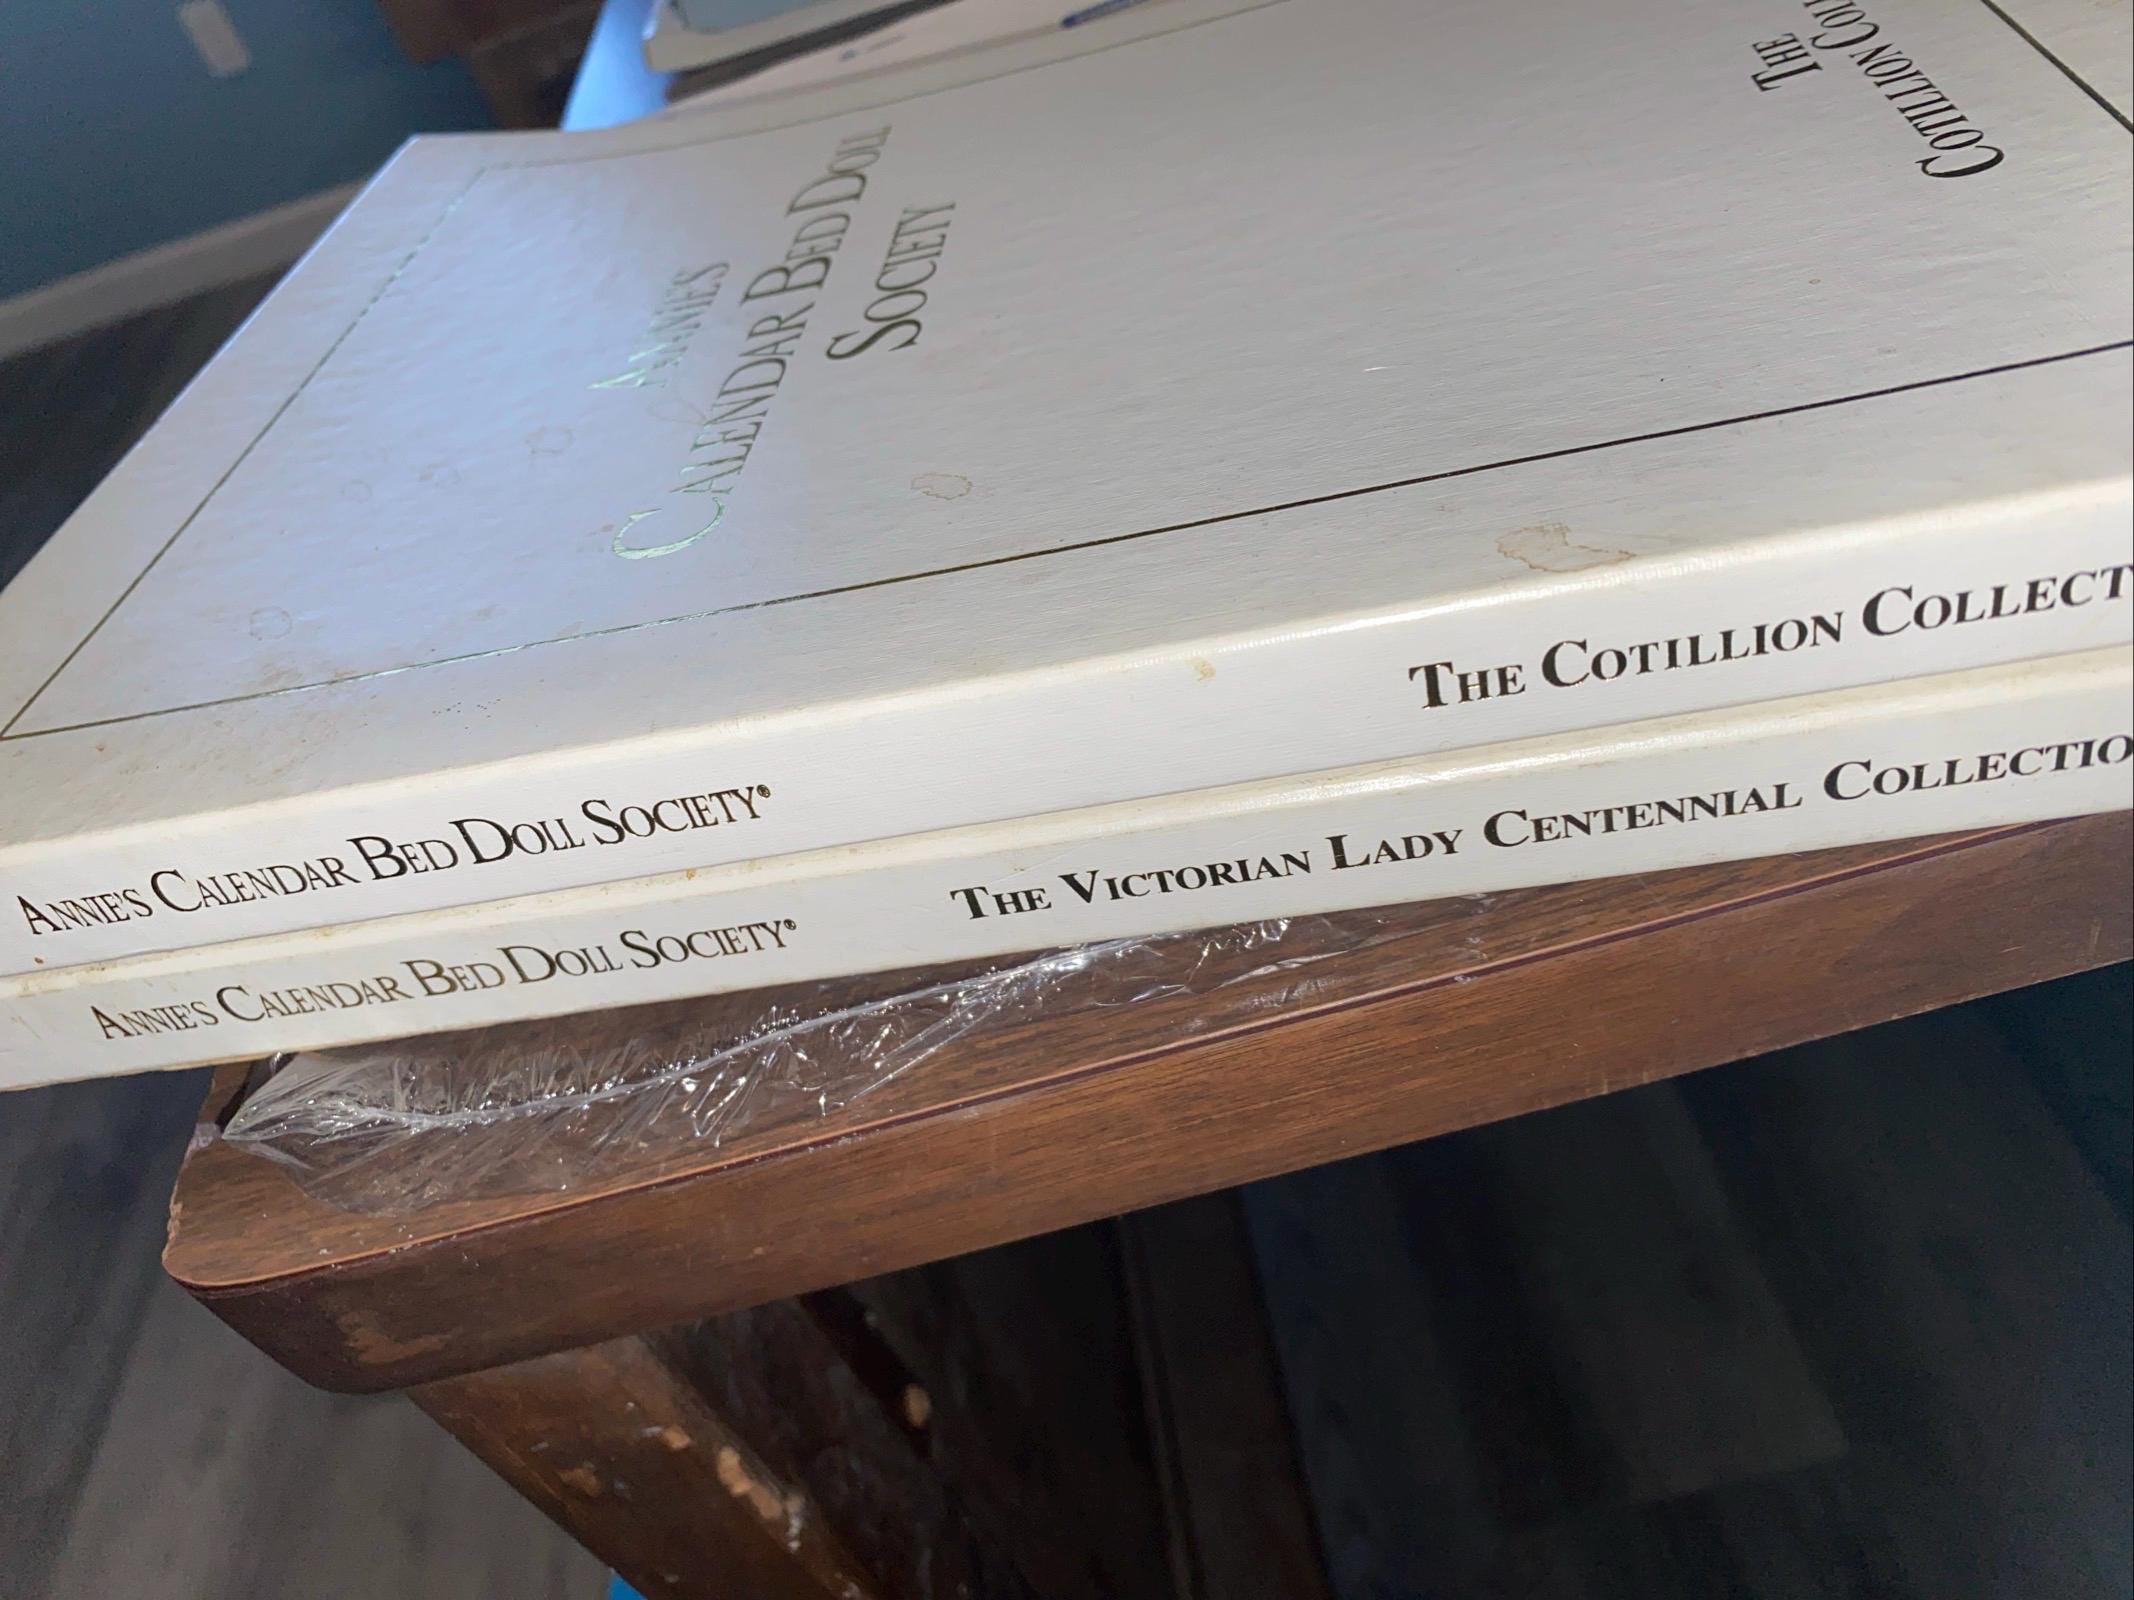 ANNIE'S
CALENDAR BED DOLL
SOCIETY
THE
COTILLION COL
ANNIE'S CALENDAR BED DOLL SOCIETY® THE COTILLION COLLECT
ANNIE'S CALENDAR BED DOLL SOCIETY® THE VICTORIAN LADY CENTENNIAL COLLECTIO